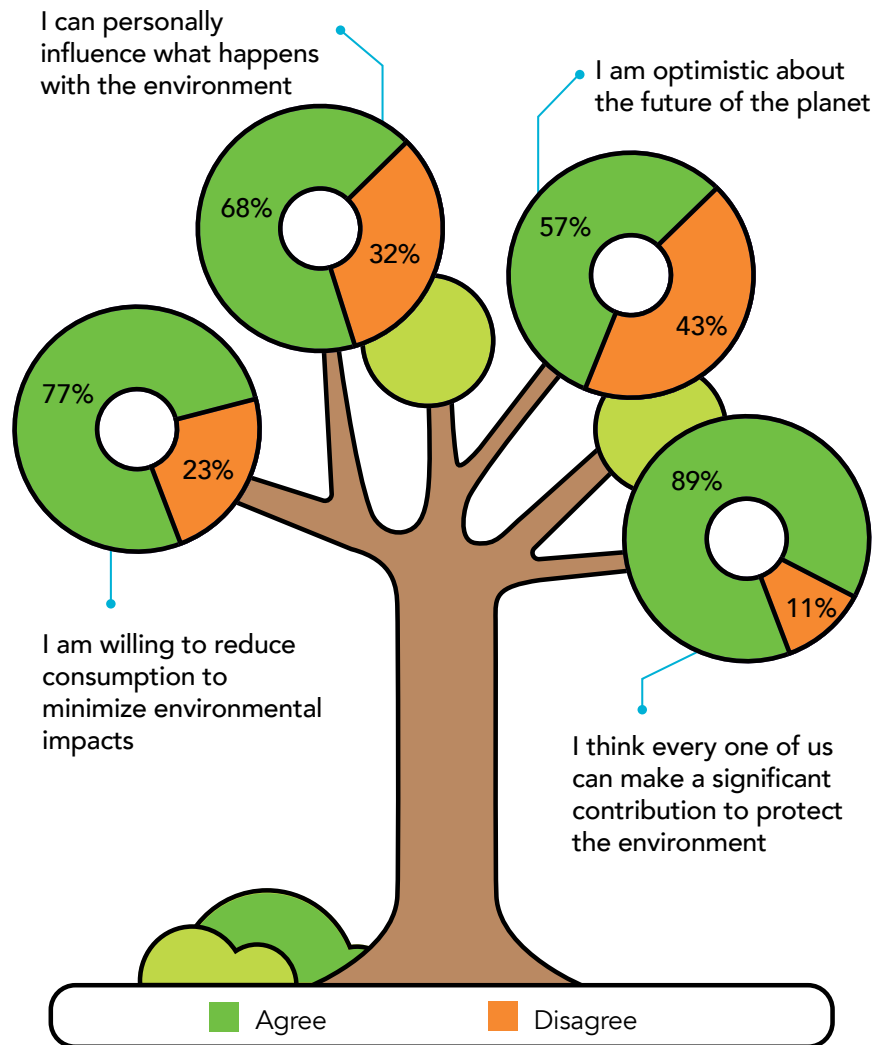 I can personally
influence what happens
with the environment
I am optimistic about
the future of the planet
68%
32%
57%
43%
77%
23%
89%
11%
I am willing to reduce
consumption to
minimize environmental
impacts
I think every one of us
can make a significant
contribution to protect
the environment
Agree
Disagree